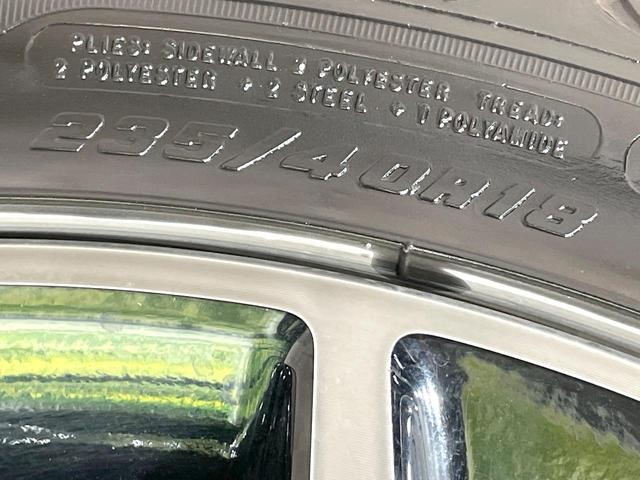 PLIES: SIDEWALL 2 POLYESTER TREAD:
2 POLYESTER + 2 STEEL + 1 POLYAMIDE
235/40R18